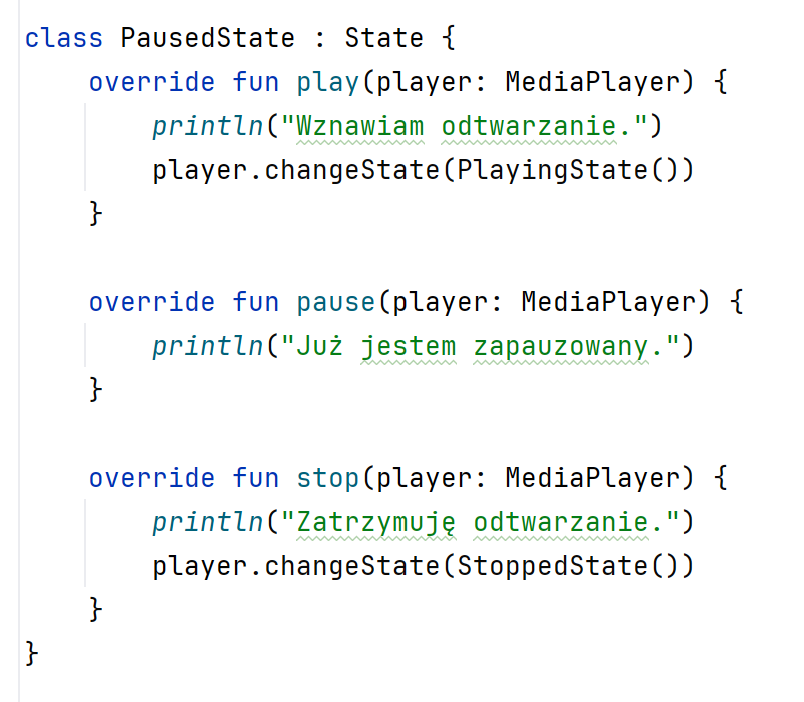 class PausedState : State {
    override fun play(player: MediaPlayer) {
        println("Wznawiam odtwarzanie.")
        player.changeState(PlayingState())
    }

    override fun pause(player: MediaPlayer) {
        println("Już jestem zapauzowany.")
    }

    override fun stop(player: MediaPlayer) {
        println("Zatrzymuję odtwarzanie.")
        player.changeState(StoppedState())
    }
}